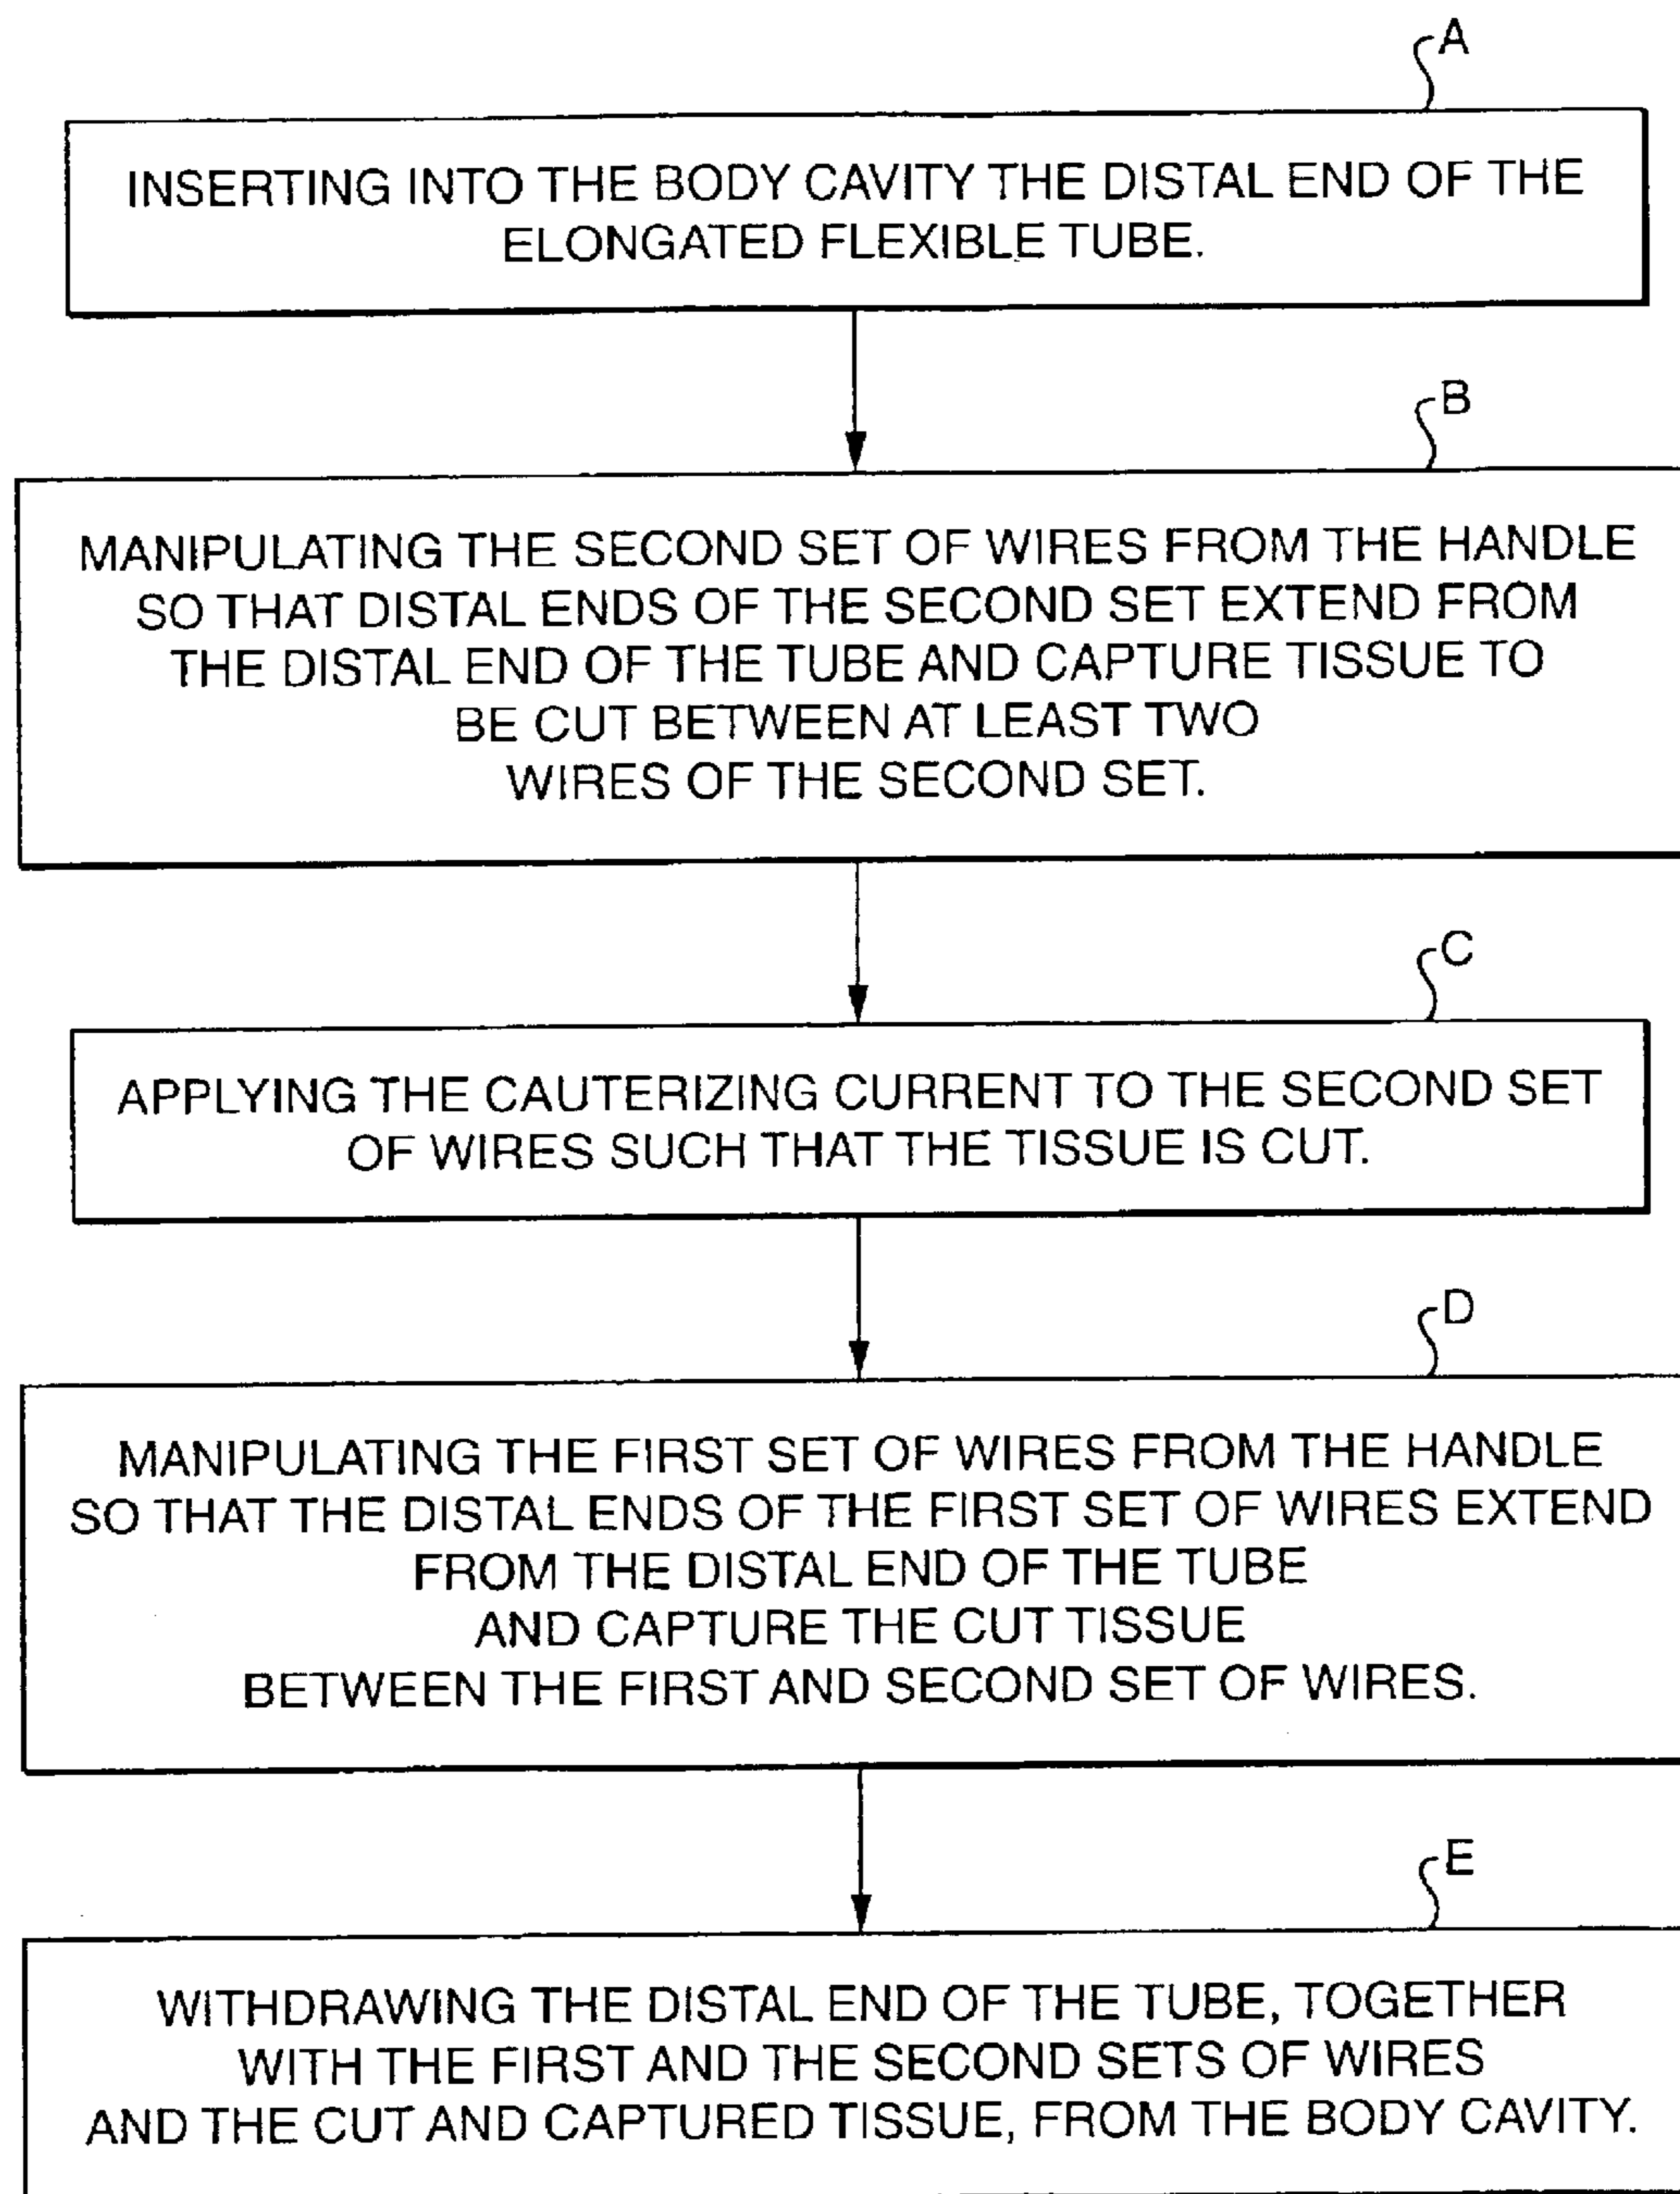 A
INSERTING INTO THE BODY CAVITY THE DISTAL END OF THE
ELONGATED FLEXIBLE TUBE.
B
MANIPULATING THE SECOND SET OF WIRES FROM THE HANDLE
SO THAT DISTAL ENDS OF THE SECOND SET EXTEND FROM
THE DISTAL END OF THE TUBE AND CAPTURE TISSUE TO
BE CUT BETWEEN AT LEAST TWO
WIRES OF THE SECOND SET.
C
APPLYING THE CAUTERIZING CURRENT TO THE SECOND SET
OF WIRES SUCH THAT THE TISSUE IS CUT.
D
MANIPULATING THE FIRST SET OF WIRES FROM THE HANDLE
SO THAT THE DISTAL ENDS OF THE FIRST SET OF WIRES EXTEND
FROM THE DISTAL END OF THE TUBE
AND CAPTURE THE CUT TISSUE
BETWEEN THE FIRST AND SECOND SET OF WIRES.
E
WITHDRAWING THE DISTAL END OF THE TUBE, TOGETHER
WITH THE FIRST AND THE SECOND SETS OF WIRES
AND THE CUT AND CAPTURED TISSUE, FROM THE BODY CAVITY.